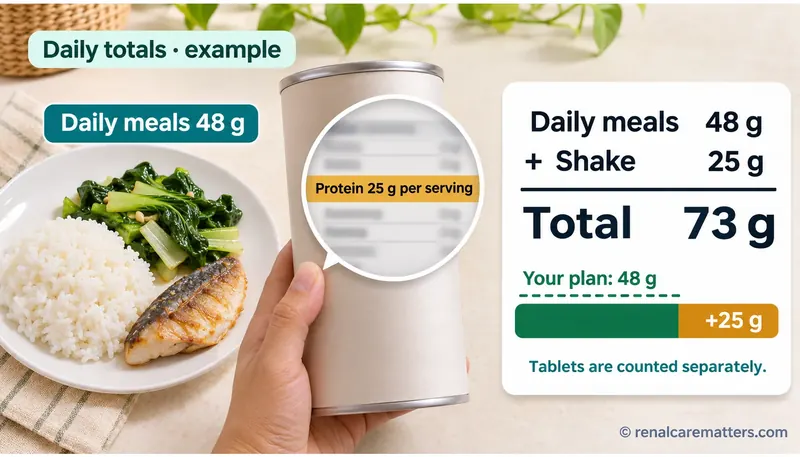 Daily totals · example
Daily meals 48 g
Protein 25 g per serving
Daily meals 48 g
+ Shake 25 g
Total 73 g
Your plan: 48 g
+25 g
Tablets are counted separately.
© renalcarematters.com